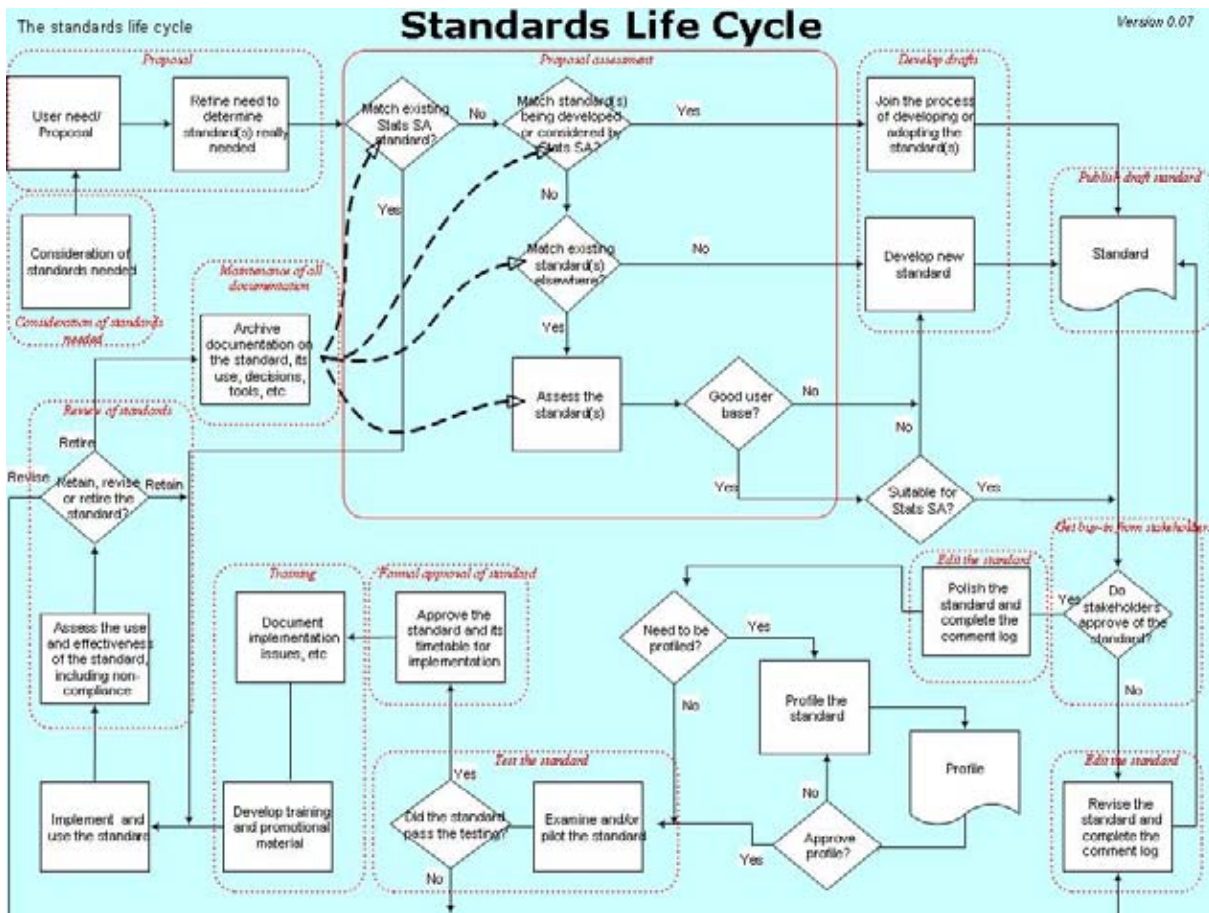 The standards life cycle
Standards Life Cycle
Version 0.07
Proposal
User need/
Proposal
Refine need to
determine
standard(s) really
needed
Proposal assessment
Match existing
Stats SA
standard?
No
Match standard(s)
being developed
or considered by
Stats SA?
Yes
Develop drafts
Join the process
of developing or
adopting the
standard(s)
Yes
No
Publish draft standard
Consideration of
standards needed
Consideration of standards
needed
Maintenance of all
documentation
Archive
documentation on
the standard, its
use, decisions,
tools, etc
Match existing
standard(s)
elsewhere?
No
Develop new
standard
Standard
Yes
Assess the
standard(s)
Good user
base?
No
No
Yes
Suitable for
Stats SA?
Yes
Review of standards
Retire
Revise
Retain, revise
or retire the
standard?
Retain
Get buy-in from stakeholders
Do
stakeholders
approve of the
standard?
Yes
No
Edit the standard
Polish the
standard and
complete the
comment log
Training
Document
implementation
issues, etc
Formal approval of standard
Approve the
standard and its
timetable for
implementation
Need to be
profiled?
Yes
No
Assess the use
and effectiveness
of the standard,
including non-
compliance
Profile the
standard
Profile
No
Approve
profile?
Yes
Edit the standard
Revise the
standard and
complete the
comment log
Test the standard
Yes
Did the standard
pass the testing?
No
Examine and/or
pilot the standard
Implement and
use the standard
Develop training
and promotional
material